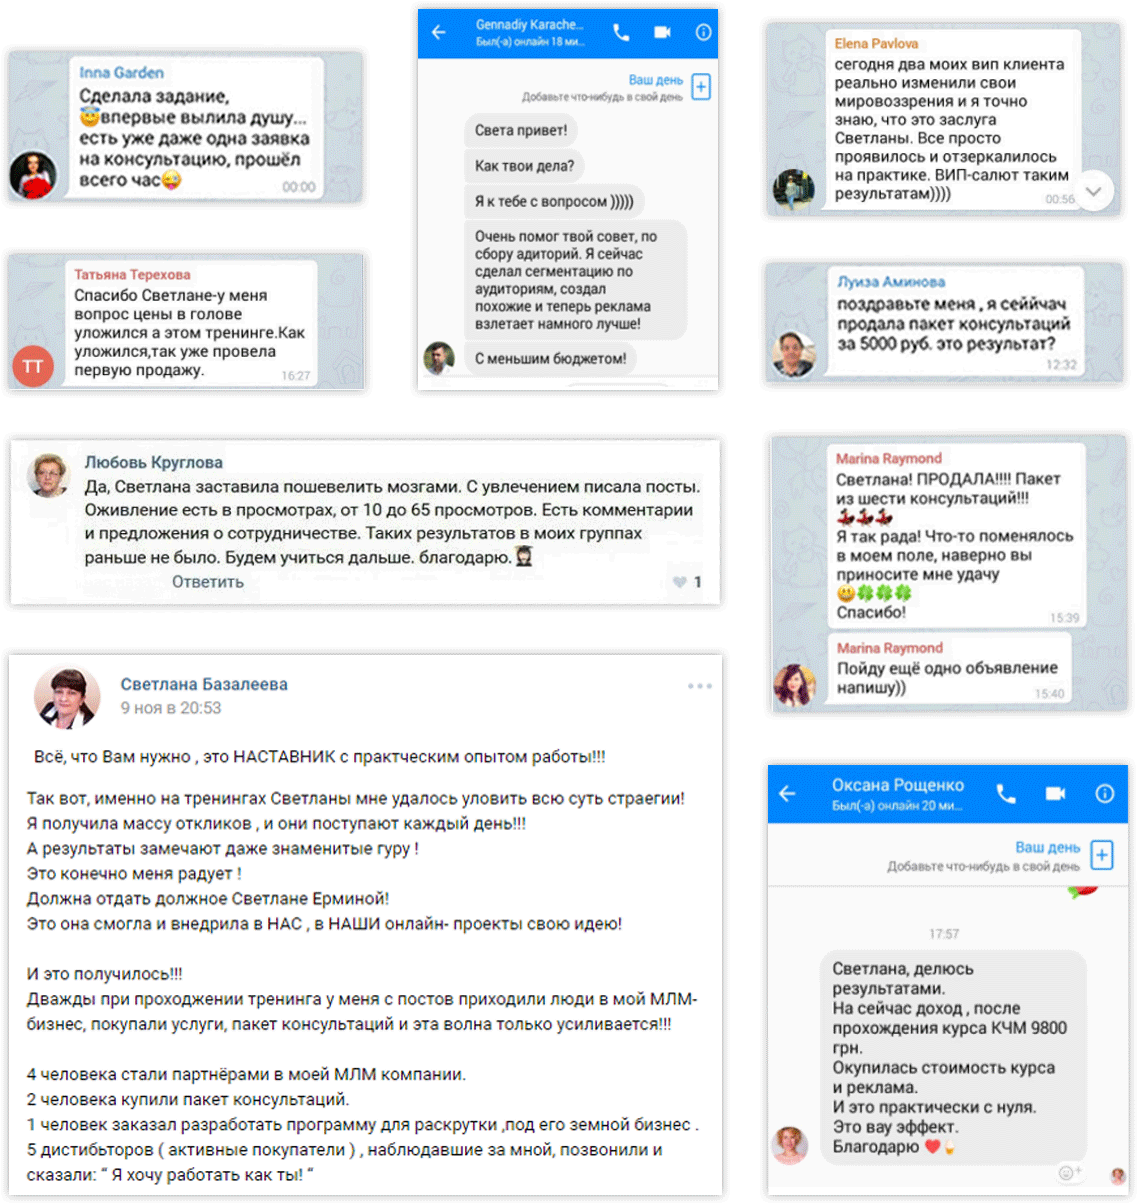 Inna Garden
Сделала задание,
😇впервые вылила душу...
есть уже даже одна заявка
на консультацию, прошёл
всего час😜
00:00
Татьяна Терехова
Спасибо Светлане-у меня
вопрос цены в голове
уложился а этом тренинге.Как
уложился,так уже провела
первую продажу.
16:27
ТТ
Gennadiy Karache...
Был(-а) онлайн 18 ми...
Ваш день
Добавьте что-нибудь в свой день
Света привет!
Как твои дела?
Я к тебе с вопросом )))))
Очень помог твой совет, по
сбору адиторий. Я сейчас
сделал сегментацию по
аудиториям, создал
похожие и теперь реклама
взлетает намного лучше!
С меньшим бюджетом!
Elena Pavlova
сегодня два моих вип клиента
реально изменили свои
мировоззрения и я точно
знаю, что это заслуга
Светланы. Все просто
проявилось и отзеркалилось
на практике. ВИП-салют таким
результатам))))
00:56
Луиза Аминова
поздравьте меня , я сеййчач
продала пакет консультаций
за 5000 руб. это результат?
12:32
Любовь Круглова
Да, Светлана заставила пошевелить мозгами. С увлечением писала посты.
Оживление есть в просмотрах, от 10 до 65 просмотров. Есть комментарии
и предложения о сотрудничестве. Таких результатов в моих группах
раньше не было. Будем учиться дальше. благодарю.👩‍🎓
Ответить
1
Marina Raymond
Светлана! ПРОДАЛА!!!! Пакет
из шести консультаций!!!
💃💃💃
Я так рада! Что-то поменялось
в моем поле, наверно вы
приносите мне удачу
😃🍀🍀🍀
Спасибо!
15:39
Marina Raymond
Пойду ещё одно объявление
напишу))
15:40
Светлана Базалеева
9 ноя в 20:53
Всё, что Вам нужно , это НАСТАВНИК с практческим опытом работы!!!
Так вот, именно на тренингах Светланы мне удалось уловить всю суть страегии!
Я получила массу откликов , и они поступают каждый день!!!
А результаты замечают даже знаменитые гуру !
Это конечно меня радует !
Должна отдать должное Светлане Ерминой!
Это она смогла и внедрила в НАС , в НАШИ онлайн- проекты свою идею!
И это получилось!!!
Дважды при проходжении тренинга у меня с постов приходили люди в мой МЛМ-
бизнес, покупали услуги, пакет консультаций и эта волна только усиливается!!!
4 человека стали партнёрами в моей МЛМ компании.
2 человека купили пакет консультаций.
1 человек заказал разработать программу для раскрутки ,под его земной бизнес .
5 дистибьторов ( активные покупатели ) , наблюдавшие за мной, позвонили и
сказали: “ Я хочу работать как ты! “
Оксана Рощенко
Был(-а) онлайн 20 ми...
Ваш день
Добавьте что-нибудь в свой день
17:57
Светлана, делюсь
результатами.
На сейчас доход , после
прохождения курса КЧМ 9800
грн.
Окупилась стоимость курса
и реклама.
И это практически с нуля.
Это вау эффект.
Благодарю ❤️🍦